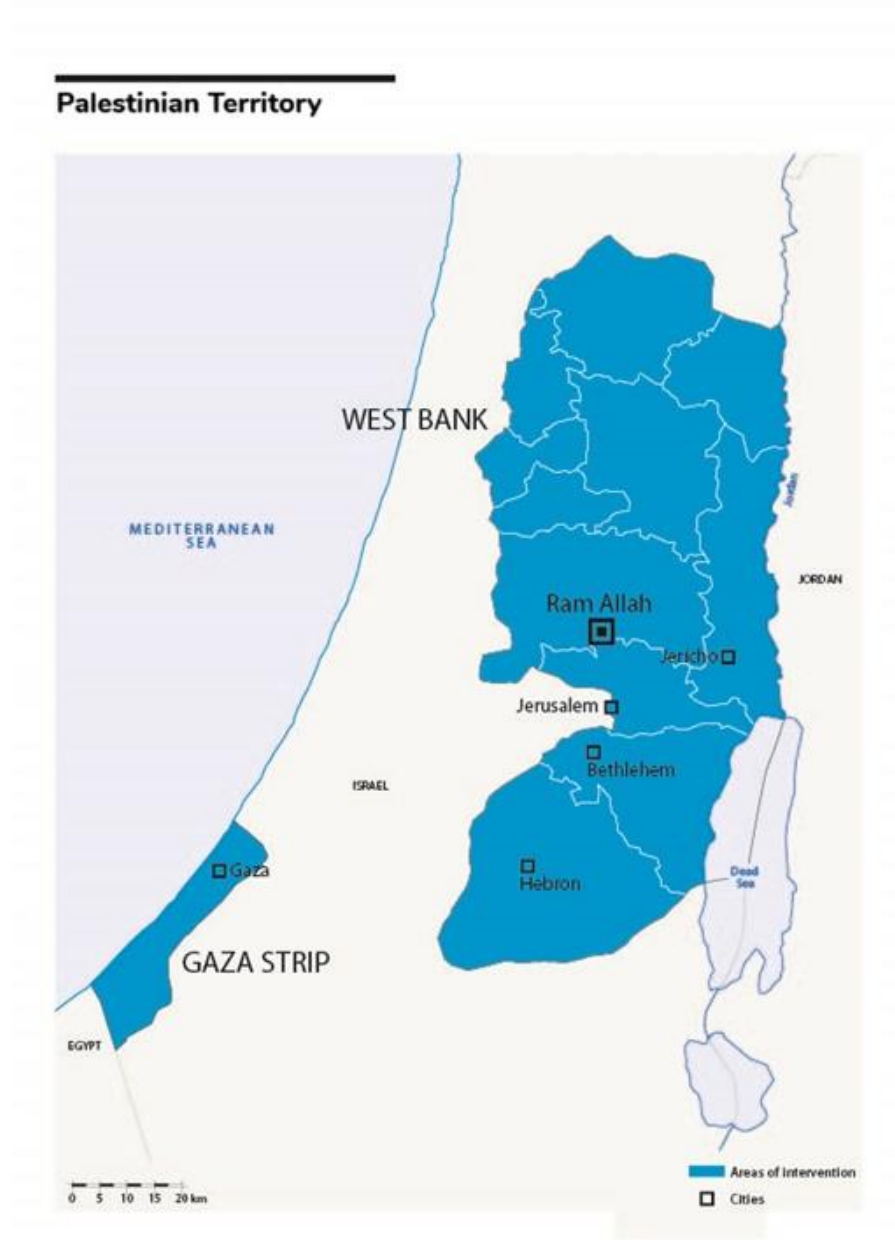 Palestinian Territory
WEST BANK
MEDITERRANEAN
SEA
Jordan
JORDAN
Ram Allah
Jericho
Jerusalem
Bethlehem
ISRAEL
Gaza
Hebron
Dead
Sea
GAZA STRIP
EGYPT
Areas of intervention
0 5 10 15 20 km
Cities